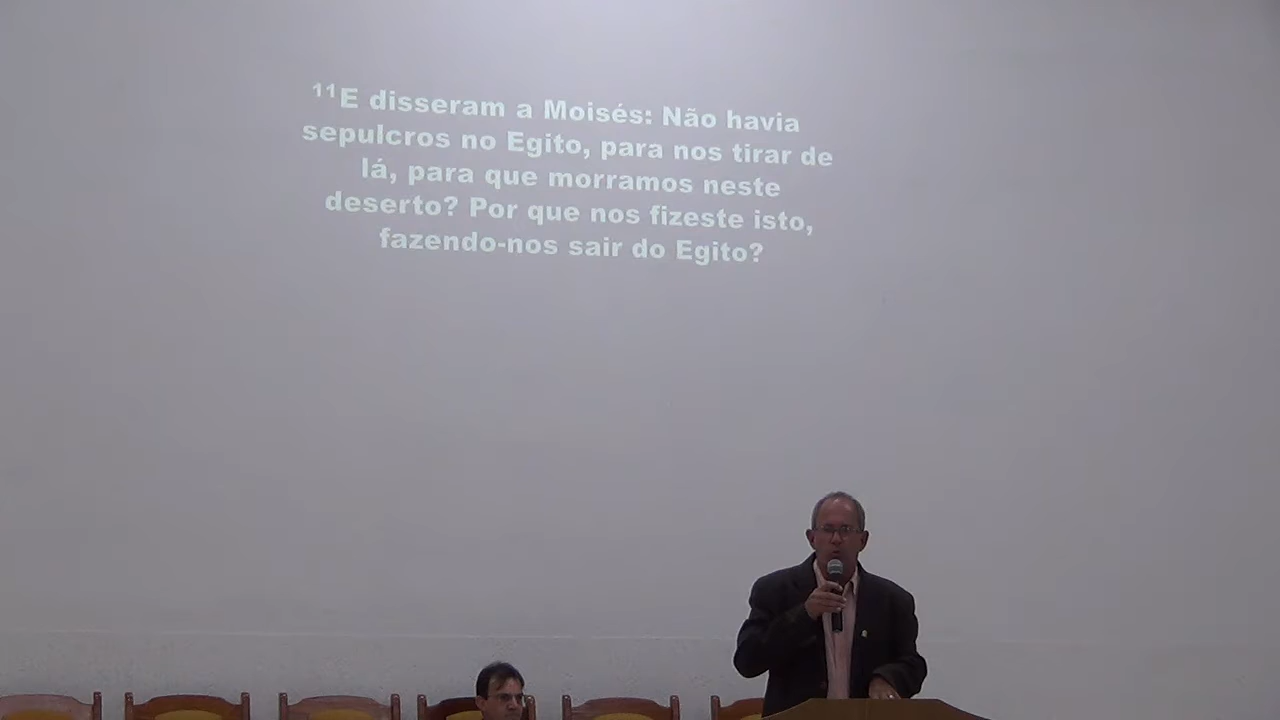 ¹¹E disseram a Moisés: Não havia
sepulcros no Egito, para nos tirar de
lá, para que morramos neste
deserto? Por que nos fizeste isto,
fazendo-nos sair do Egito?